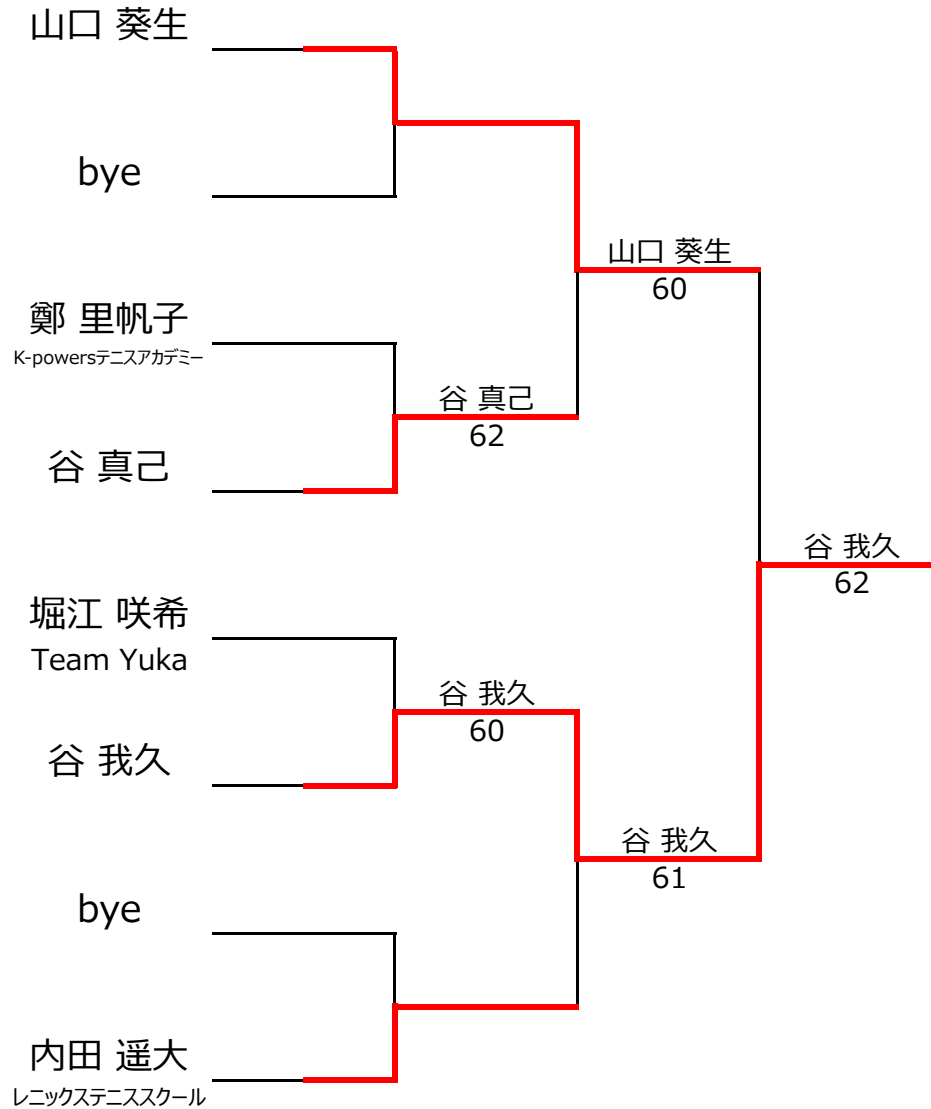 山口 葵生
bye
山口 葵生
60
鄭 里帆子
K-powersテニスアカデミー
谷 真己
62
谷 真己
谷 我久
62
堀江 咲希
Team Yuka
谷 我久
60
谷 我久
谷 我久
61
bye
内田 遥大
レニックステニススクール